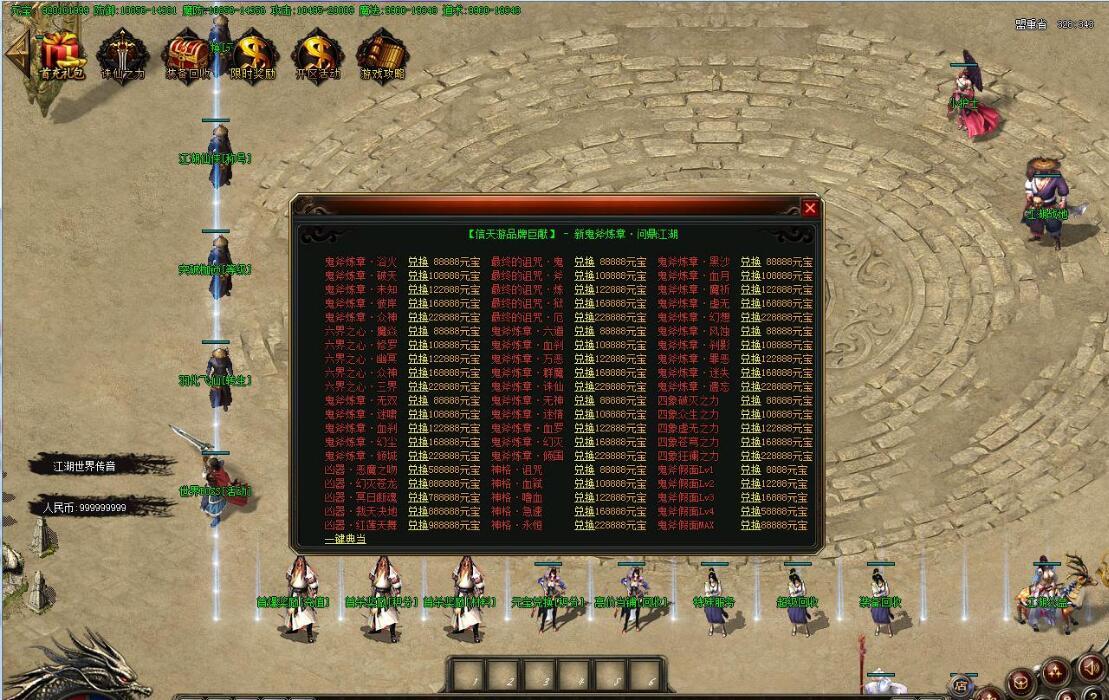 盟重省 328:343
首充礼包 诛仙之力 装备回收 限时奖励 开区活动 游戏攻略
小护士
江湖仙侠[称号]
羽化飞仙[转生]
世界BOSS[活动]
江湖世界传音
人民币:999999999
【信天游品牌巨献】 - 新鬼斧炼章·问鼎江湖
鬼斧炼章·浴火 兑换 88888元宝 最终的诅咒·鬼 兑换 88888元宝 鬼斧炼章·黑沙 兑换 88888元宝
鬼斧炼章·破天 兑换108888元宝 最终的诅咒·斧 兑换108888元宝 鬼斧炼章·血月 兑换108888元宝
鬼斧炼章·未知 兑换122888元宝 最终的诅咒·炼 兑换122888元宝 鬼斧炼章·魔祈 兑换122888元宝
鬼斧炼章·彼岸 兑换168888元宝 最终的诅咒·狱 兑换168888元宝 鬼斧炼章·虚无 兑换168888元宝
鬼斧炼章·众神 兑换228888元宝 最终的诅咒·厄 兑换228888元宝 鬼斧炼章·幻想 兑换228888元宝
六界之心·魔焱 兑换 88888元宝 鬼斧炼章·六道 兑换 88888元宝 鬼斧炼章·风蚀 兑换 88888元宝
六界之心·修罗 兑换108888元宝 鬼斧炼章·血刹 兑换108888元宝 鬼斧炼章·刹影 兑换108888元宝
六界之心·幽冥 兑换122888元宝 鬼斧炼章·万恶 兑换122888元宝 鬼斧炼章·罪恶 兑换122888元宝
六界之心·众神 兑换168888元宝 鬼斧炼章·群魔 兑换168888元宝 鬼斧炼章·迷失 兑换168888元宝
六界之心·三界 兑换228888元宝 鬼斧炼章·诛仙 兑换228888元宝 鬼斧炼章·遗忘 兑换228888元宝
鬼斧炼章·无双 兑换 88888元宝 鬼斧炼章·无神 兑换 88888元宝 四象破灭之力 兑换 88888元宝
鬼斧炼章·迷啸 兑换108888元宝 鬼斧炼章·迷情 兑换108888元宝 四象众生之力 兑换108888元宝
鬼斧炼章·血刹 兑换122888元宝 鬼斧炼章·血罗 兑换122888元宝 四象虚无之力 兑换122888元宝
鬼斧炼章·幻尘 兑换168888元宝 鬼斧炼章·幻灭 兑换168888元宝 四象苍穹之力 兑换168888元宝
鬼斧炼章·倾城 兑换228888元宝 鬼斧炼章·倾国 兑换228888元宝 四象狂澜之力 兑换228888元宝
凶器·恶魔之吻 兑换588888元宝 神格·诅咒 兑换 88888元宝 鬼斧假面Lv1 兑换 8888元宝
凶器·幻灭苍龙 兑换688888元宝 神格·血弑 兑换108888元宝 鬼斧假面Lv2 兑换12888元宝
凶器·冥日断魂 兑换788888元宝 神格·嗜血 兑换122888元宝 鬼斧假面Lv3 兑换16888元宝
凶器·裁天决地 兑换888888元宝 神格·急速 兑换168888元宝 鬼斧假面Lv4 兑换58888元宝
凶器·红莲天舞 兑换988888元宝 神格·永恒 兑换228888元宝 鬼斧假面MAX 兑换88888元宝
一键典当
元宝兑换[积分] 高价当铺[回收] 特殊服务 超级回收 装备回收
1 2 3 4 5 6